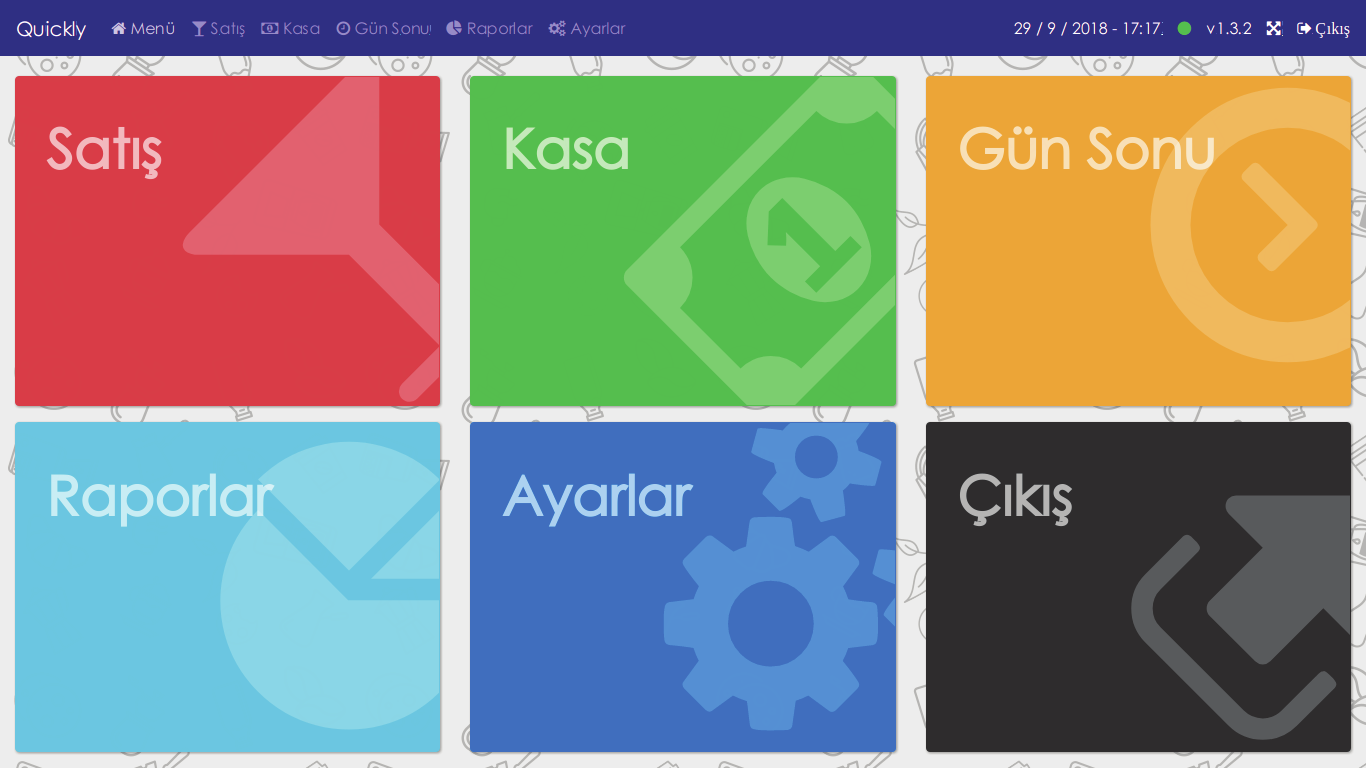 Quickly Menü Satış Kasa Gün Sonu Raporlar Ayarlar 29 / 9 / 2018 - 17:17 v1.3.2 Çıkış
Satış Kasa Gün Sonu
1
Raporlar Ayarlar Çıkış